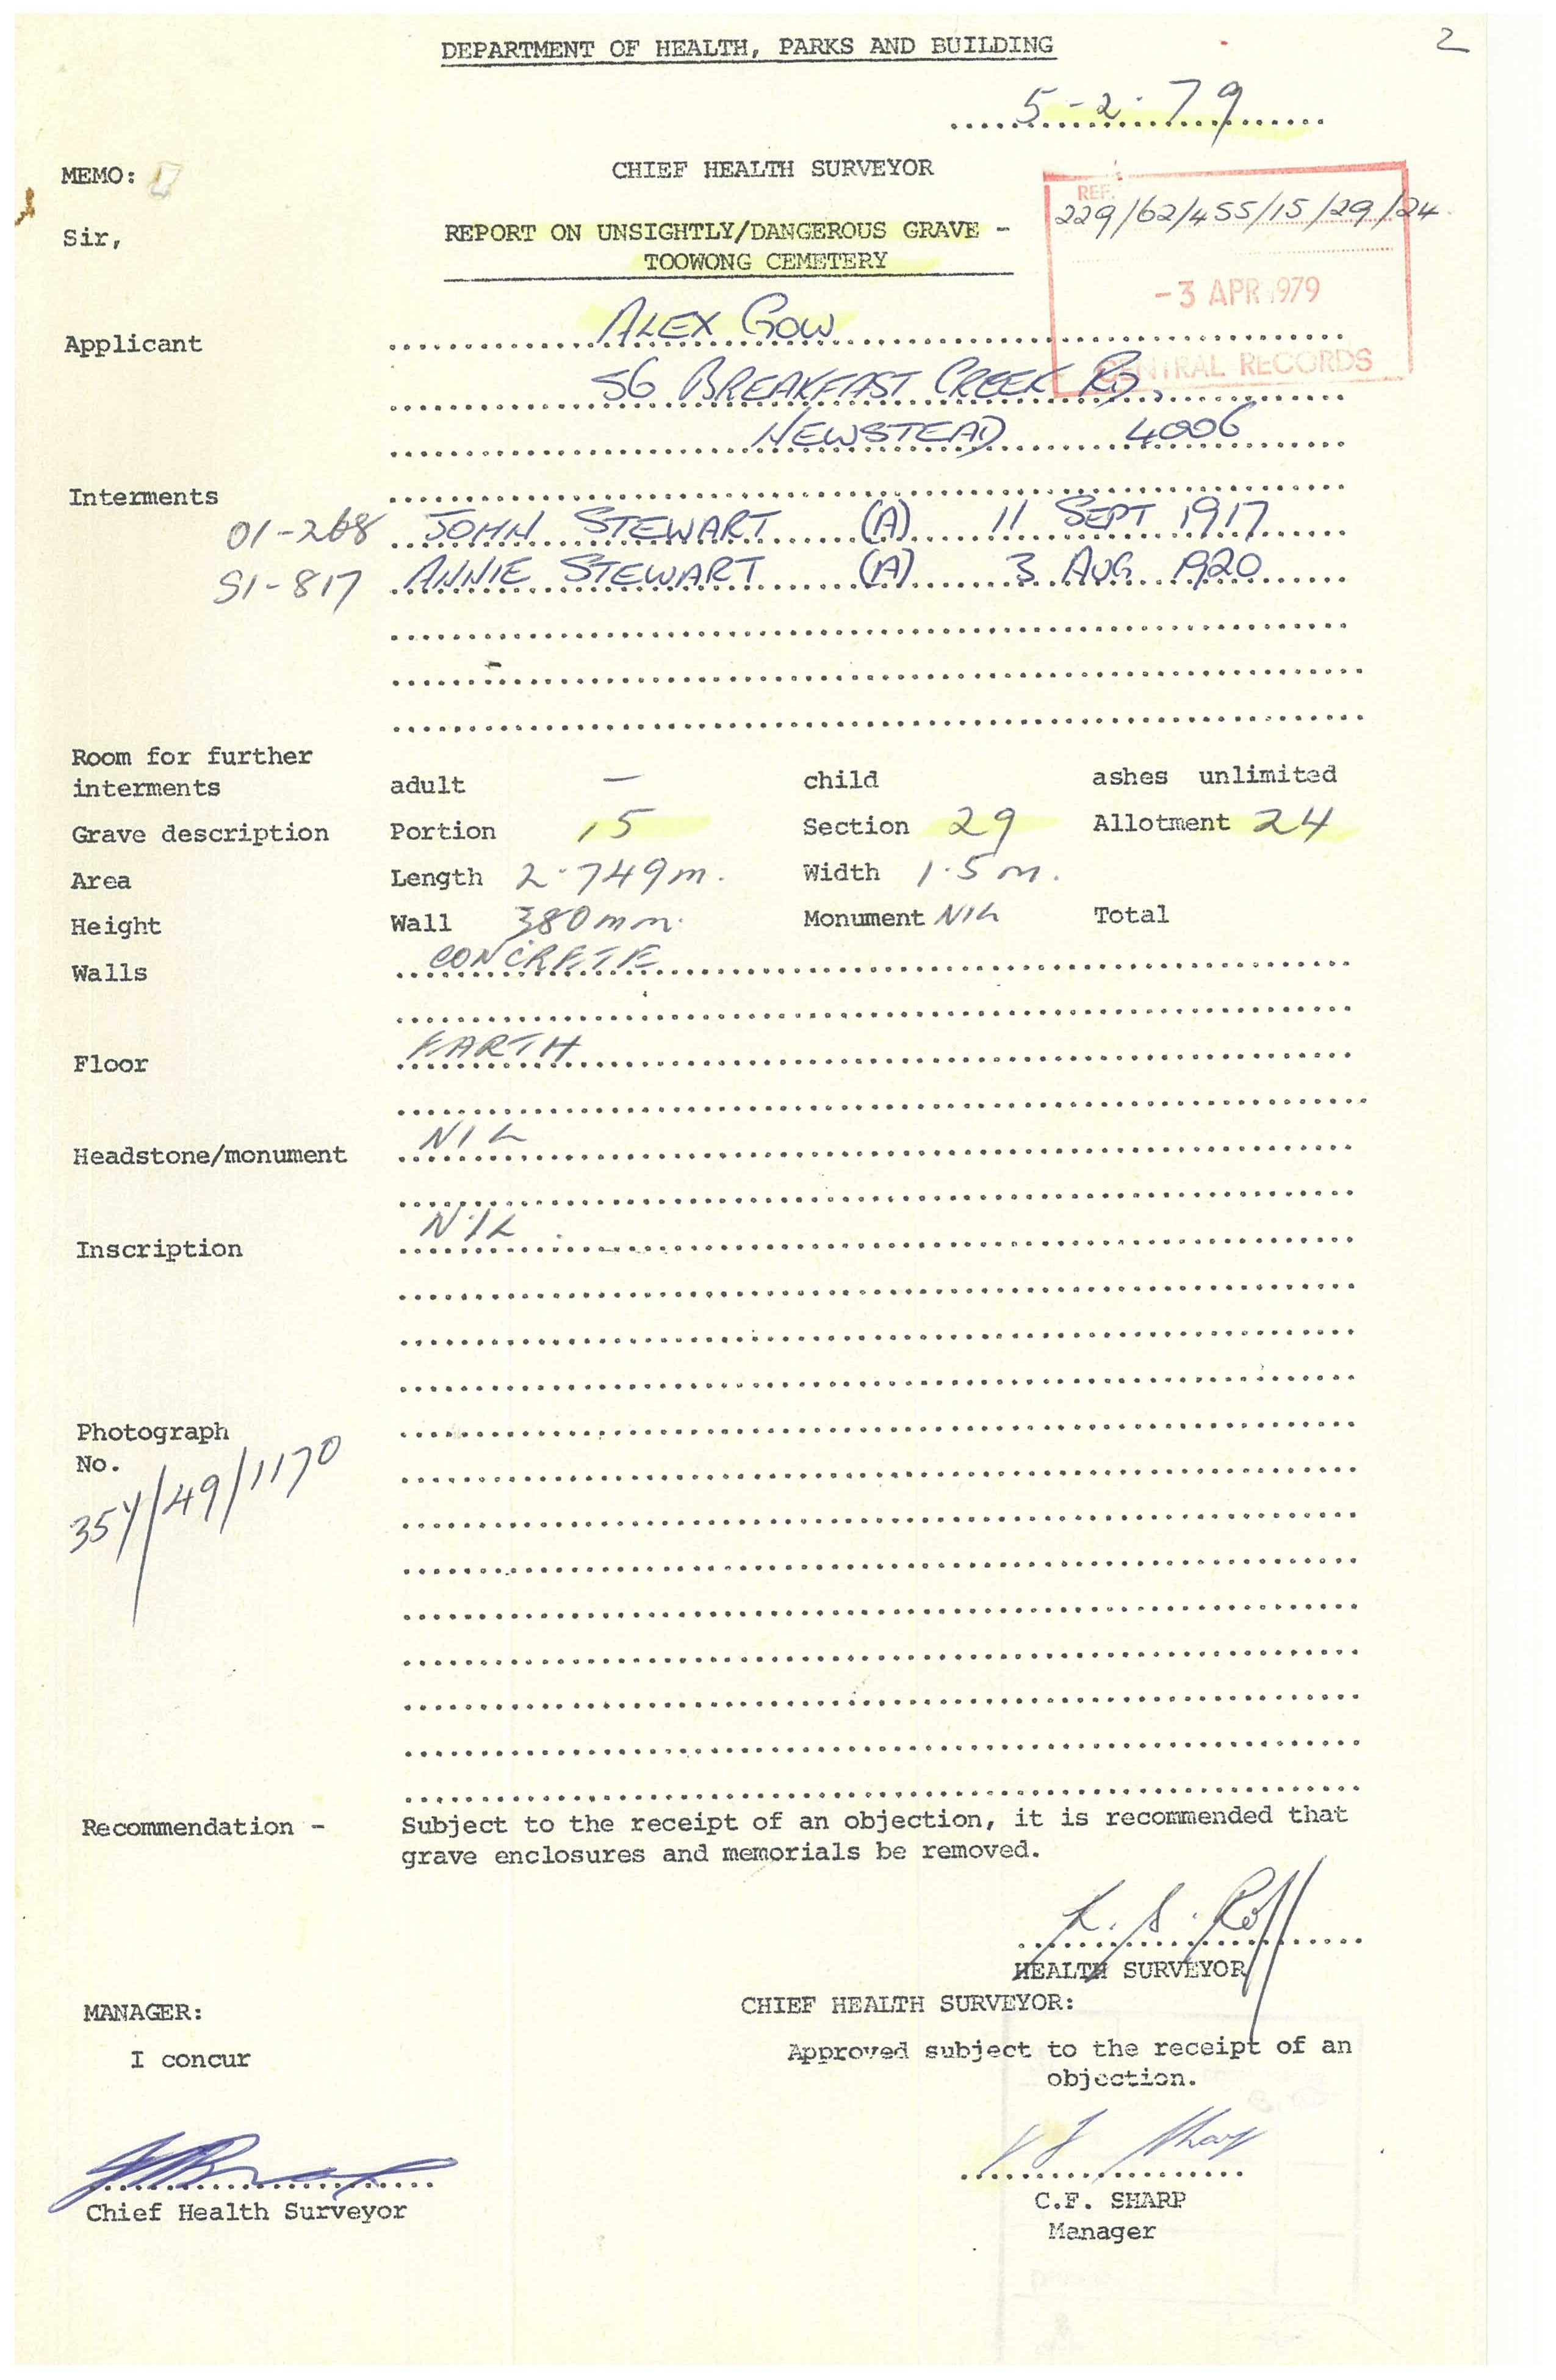 2
DEPARTMENT OF HEALTH, PARKS AND BUILDING
5-2-79
MEMO: CHIEF HEALTH SURVEYOR
REF.
229/62/455/15/29/24
Sir, REPORT ON UNSIGHTLY/DANGEROUS GRAVE -
TOOWONG CEMETERY
-3 APR 1979
CENTRAL RECORDS
Applicant ALEX GOW
56 BREAKFAST CREEK RD,
NEWSTEAD 4006
Interments
01-268 JOHN STEWART (A) 11 SEPT 1917
S1-817 ANNIE STEWART (A) 3 AUG 1920
Room for further
interments adult — child ashes unlimited
Grave description Portion 15 Section 29 Allotment 24
Area Length 2.749m. Width 1.5m.
Height Wall 380mm. Monument NIL Total
Walls CONCRETE
Floor EARTH
Headstone/monument NIL
Inscription NIL
Photograph
No.
354/49/1170
Recommendation - Subject to the receipt of an objection, it is recommended that
grave enclosures and memorials be removed.
K. S. Roff
HEALTH SURVEYOR
MANAGER: CHIEF HEALTH SURVEYOR:
I concur Approved subject to the receipt of an
objection.
Chief Health Surveyor
C.F. SHARP
Manager